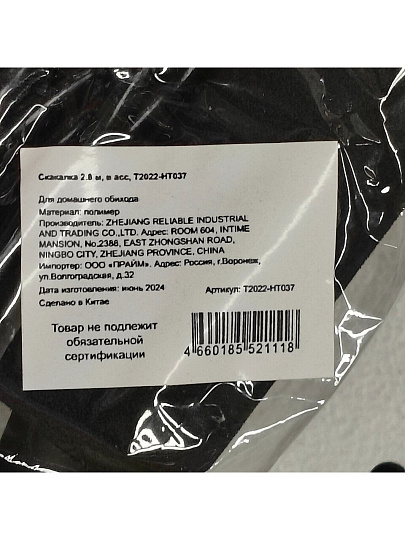 Скакалка 2.8 м, в асс, T2022-HT037
Для домашнего обихода
Материал: полимер
Производитель: ZHEJIANG RELIABLE INDUSTRIAL
AND TRADING CO.,LTD. Адрес: ROOM 604, INTIME
MANSION, No.2388, EAST ZHONGSHAN ROAD,
NINGBO CITY, ZHEJIANG PROVINCE, CHINA
Импортер: ООО «ПРАЙМ». Адрес: Россия, г.Воронеж,
ул.Волгоградская, д.32
Дата изготовления: июнь 2024 Артикул: T2022-HT037
Сделано в Китае
Товар не подлежит
обязательной
сертификации
4 660185 521118